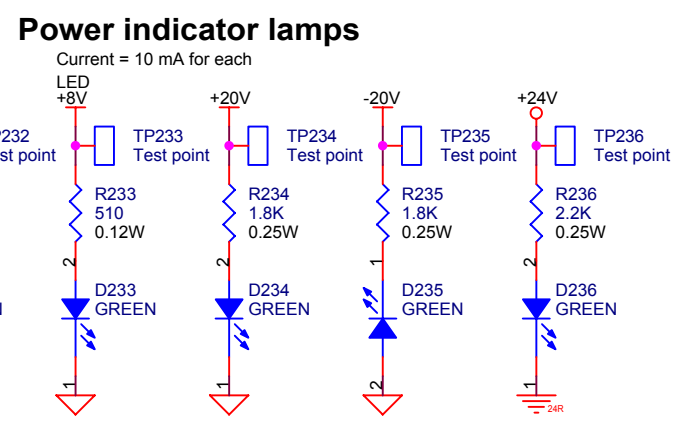 Power indicator lamps
Current = 10 mA for each
LED
+8V
+20V
-20V
+24V
P232
st point
TP233
Test point
TP234
Test point
TP235
Test point
TP236
Test point
R233
510
0.12W
R234
1.8K
0.25W
R235
1.8K
0.25W
R236
2.2K
0.25W
2
2
1
2
D233
GREEN
D234
GREEN
D235
GREEN
D236
GREEN
1
1
2
1
24R